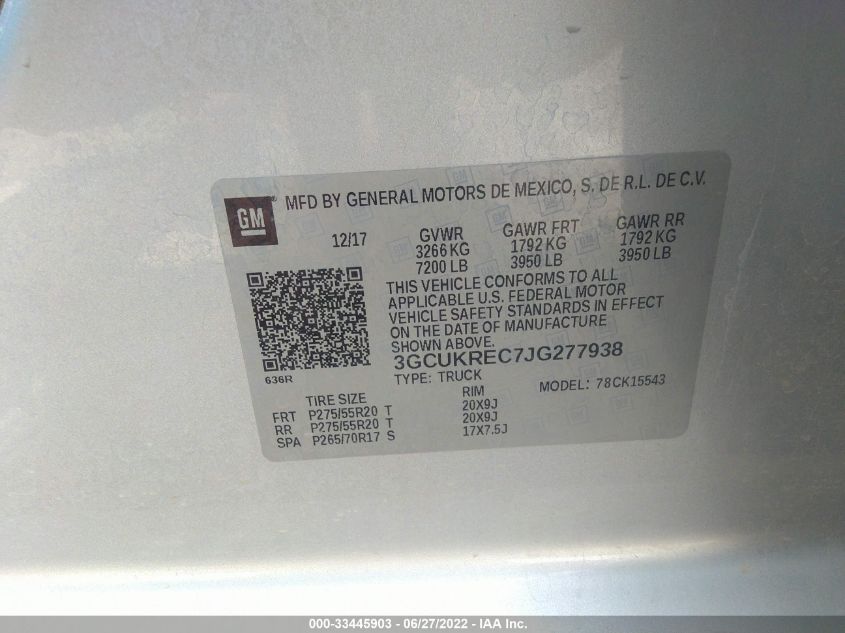 GM ® MFD BY GENERAL MOTORS DE MEXICO, S. DE R.L. DE C.V.
12/17
GVWR GAWR FRT GAWR RR
3266 KG 1792 KG 1792 KG
7200 LB 3950 LB 3950 LB
THIS VEHICLE CONFORMS TO ALL
APPLICABLE U.S. FEDERAL MOTOR
VEHICLE SAFETY STANDARDS IN EFFECT
ON THE DATE OF MANUFACTURE
SHOWN ABOVE.
3GCUKREC7JG277938
636R
TYPE: TRUCK MODEL: 78CK15543
TIRE SIZE RIM
FRT P275/55R20 T 20X9J
RR P275/55R20 T 20X9J
SPA P265/70R17 S 17X7.5J
000-33445903 - 06/27/2022 - IAA Inc.